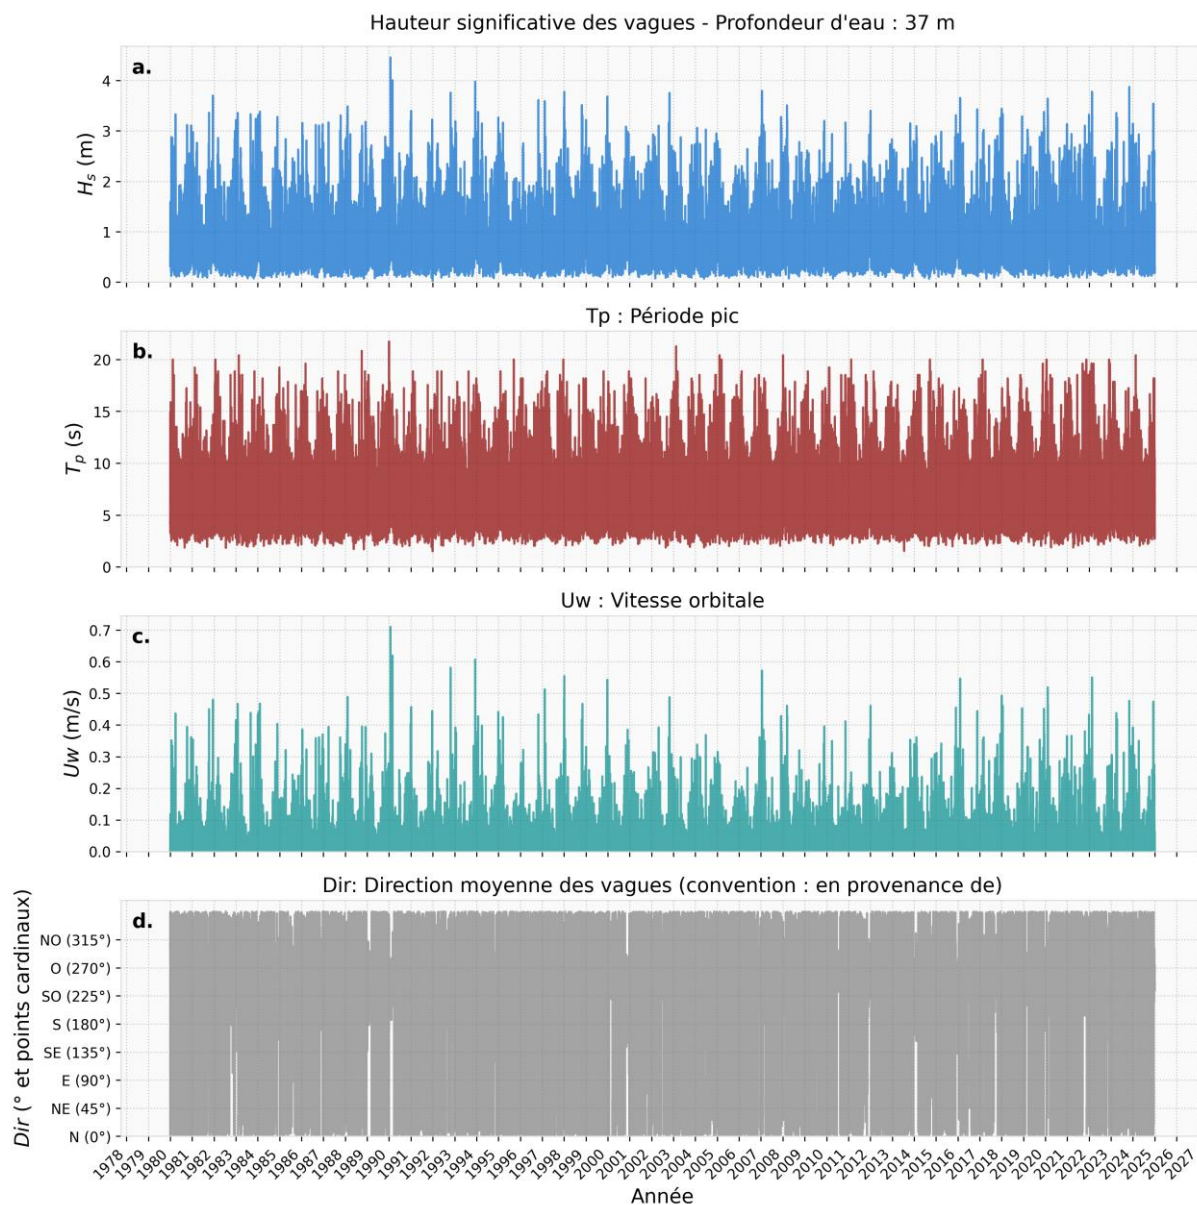 Hauteur significative des vagues - Profondeur d'eau : 37 m
a.
4
3
2
1
0
H_s (m)
Tp : Période pic
b.
20
15
10
5
0
T_p (s)
Uw : Vitesse orbitale
c.
0.7
0.6
0.5
0.4
0.3
0.2
0.1
0.0
Uw (m/s)
Dir: Direction moyenne des vagues (convention : en provenance de)
d.
NO (315°)
O (270°)
SO (225°)
S (180°)
SE (135°)
E (90°)
NE (45°)
N (0°)
Dir (° et points cardinaux)
1978 1979 1980 1981 1982 1983 1984 1985 1986 1987 1988 1989 1990 1991 1992 1993 1994 1995 1996 1997 1998 1999 2000 2001 2002 2003 2004 2005 2006 2007 2008 2009 2010 2011 2012 2013 2014 2015 2016 2017 2018 2019 2020 2021 2022 2023 2024 2025 2026 2027
Année